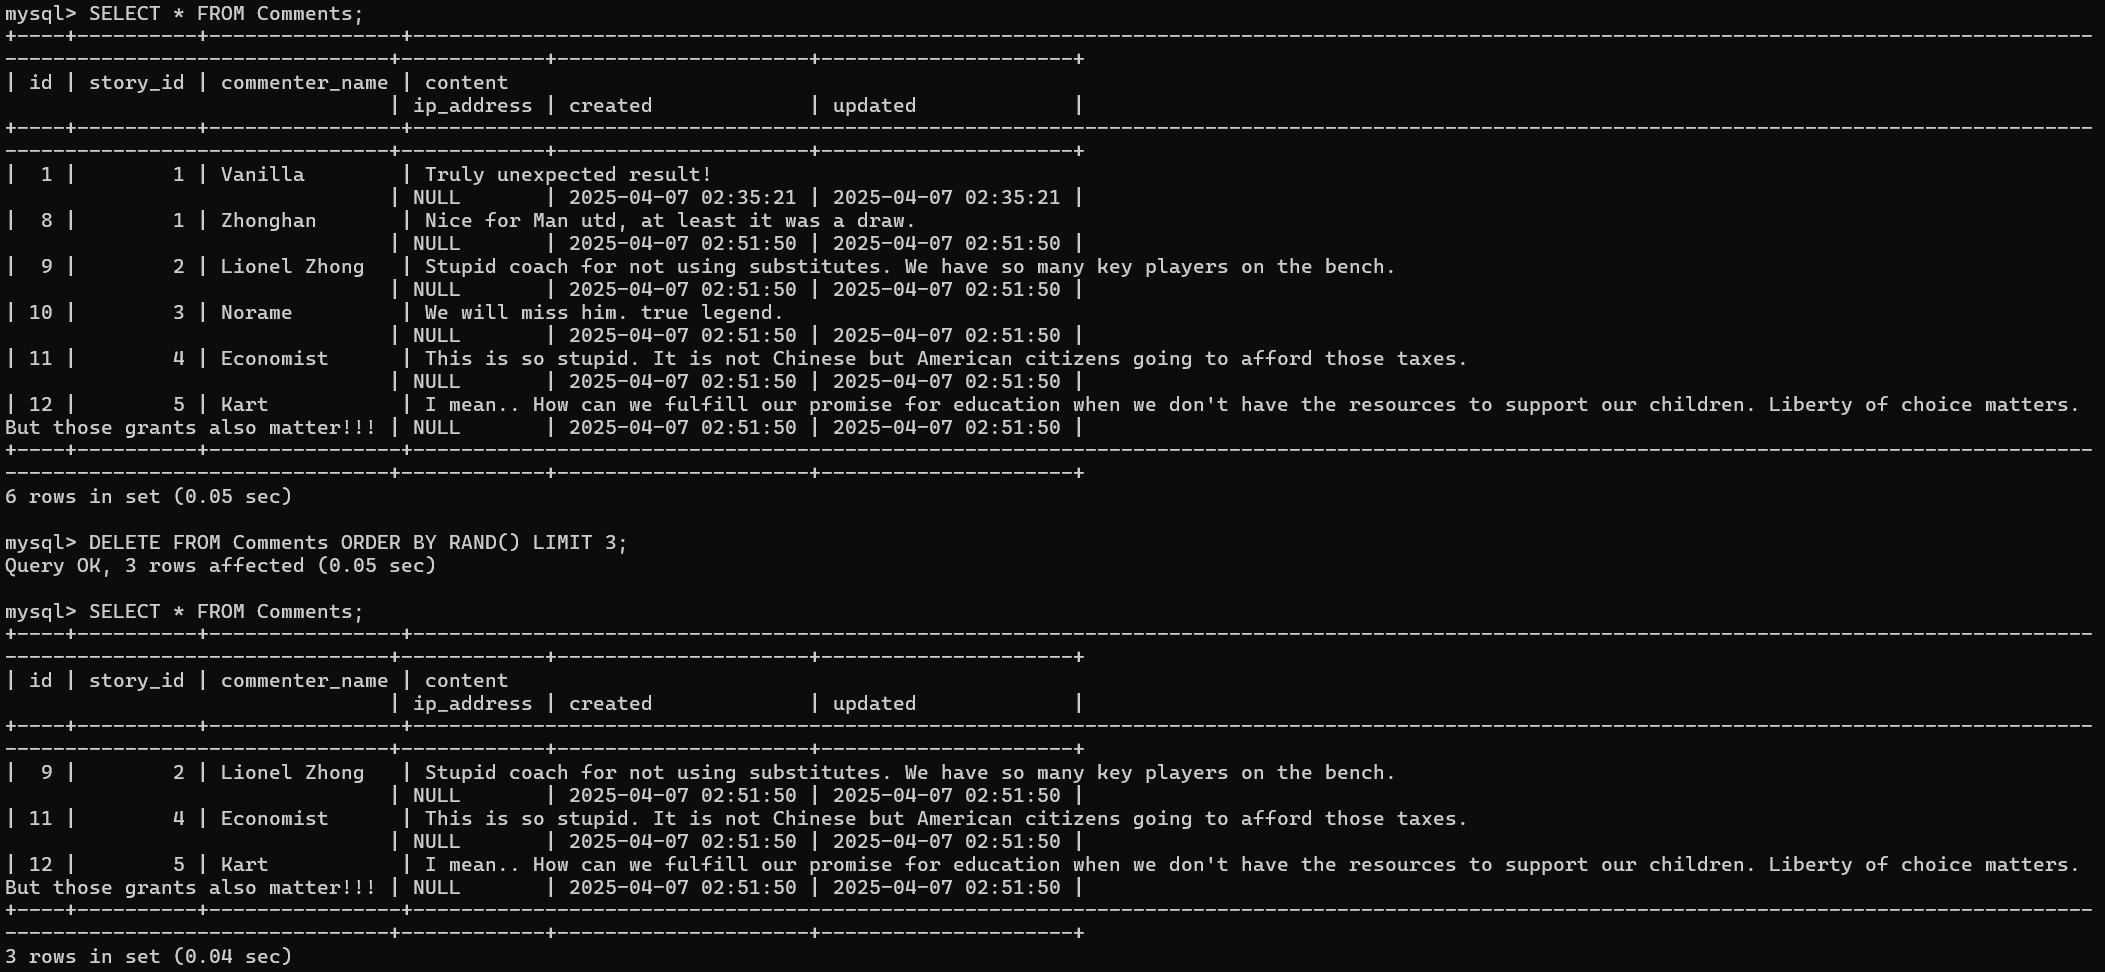 mysql> SELECT * FROM Comments;
+----+----------+----------------+--------------------------------------------------------------------------------------------------------------------------------------------
--------------------------------+------------+---------------------+---------------------+
| id | story_id | commenter_name | content
                                | ip_address | created             | updated             |
+----+----------+----------------+--------------------------------------------------------------------------------------------------------------------------------------------
--------------------------------+------------+---------------------+---------------------+
|  1 |        1 | Vanilla        | Truly unexpected result!
                                | NULL       | 2025-04-07 02:35:21 | 2025-04-07 02:35:21 |
|  8 |        1 | Zhonghan       | Nice for Man utd, at least it was a draw.
                                | NULL       | 2025-04-07 02:51:50 | 2025-04-07 02:51:50 |
|  9 |        2 | Lionel Zhong   | Stupid coach for not using substitutes. We have so many key players on the bench.
                                | NULL       | 2025-04-07 02:51:50 | 2025-04-07 02:51:50 |
| 10 |        3 | Norame         | We will miss him. true legend.
                                | NULL       | 2025-04-07 02:51:50 | 2025-04-07 02:51:50 |
| 11 |        4 | Economist      | This is so stupid. It is not Chinese but American citizens going to afford those taxes.
                                | NULL       | 2025-04-07 02:51:50 | 2025-04-07 02:51:50 |
| 12 |        5 | Kart           | I mean.. How can we fulfill our promise for education when we don't have the resources to support our children. Liberty of choice matters.
But those grants also matter!!! | NULL       | 2025-04-07 02:51:50 | 2025-04-07 02:51:50 |
+----+----------+----------------+--------------------------------------------------------------------------------------------------------------------------------------------
--------------------------------+------------+---------------------+---------------------+
6 rows in set (0.05 sec)

mysql> DELETE FROM Comments ORDER BY RAND() LIMIT 3;
Query OK, 3 rows affected (0.05 sec)

mysql> SELECT * FROM Comments;
+----+----------+----------------+--------------------------------------------------------------------------------------------------------------------------------------------
--------------------------------+------------+---------------------+---------------------+
| id | story_id | commenter_name | content
                                | ip_address | created             | updated             |
+----+----------+----------------+--------------------------------------------------------------------------------------------------------------------------------------------
--------------------------------+------------+---------------------+---------------------+
|  9 |        2 | Lionel Zhong   | Stupid coach for not using substitutes. We have so many key players on the bench.
                                | NULL       | 2025-04-07 02:51:50 | 2025-04-07 02:51:50 |
| 11 |        4 | Economist      | This is so stupid. It is not Chinese but American citizens going to afford those taxes.
                                | NULL       | 2025-04-07 02:51:50 | 2025-04-07 02:51:50 |
| 12 |        5 | Kart           | I mean.. How can we fulfill our promise for education when we don't have the resources to support our children. Liberty of choice matters.
But those grants also matter!!! | NULL       | 2025-04-07 02:51:50 | 2025-04-07 02:51:50 |
+----+----------+----------------+--------------------------------------------------------------------------------------------------------------------------------------------
--------------------------------+------------+---------------------+---------------------+
3 rows in set (0.04 sec)